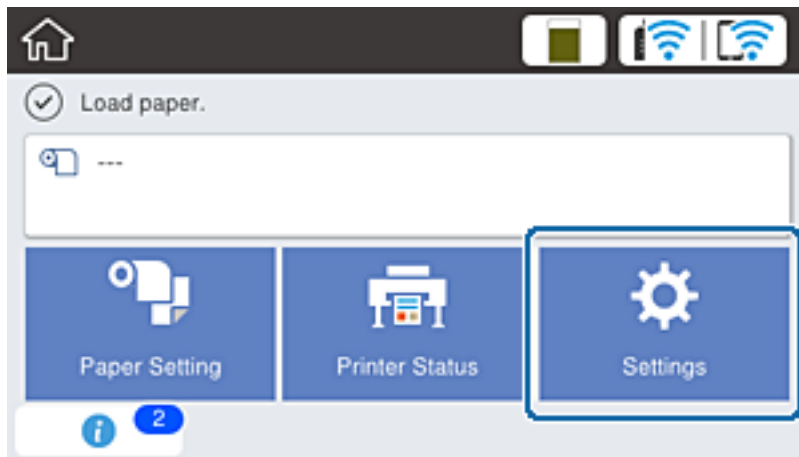 Load paper.
---
Paper Setting
Printer Status
Settings
i 2